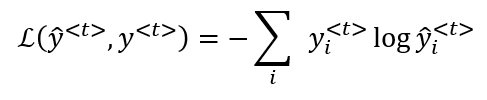 ℒ(ŷ^{<t>}, y^{<t>}) = − ∑_i y_i^{<t>} log ŷ_i^{<t>}